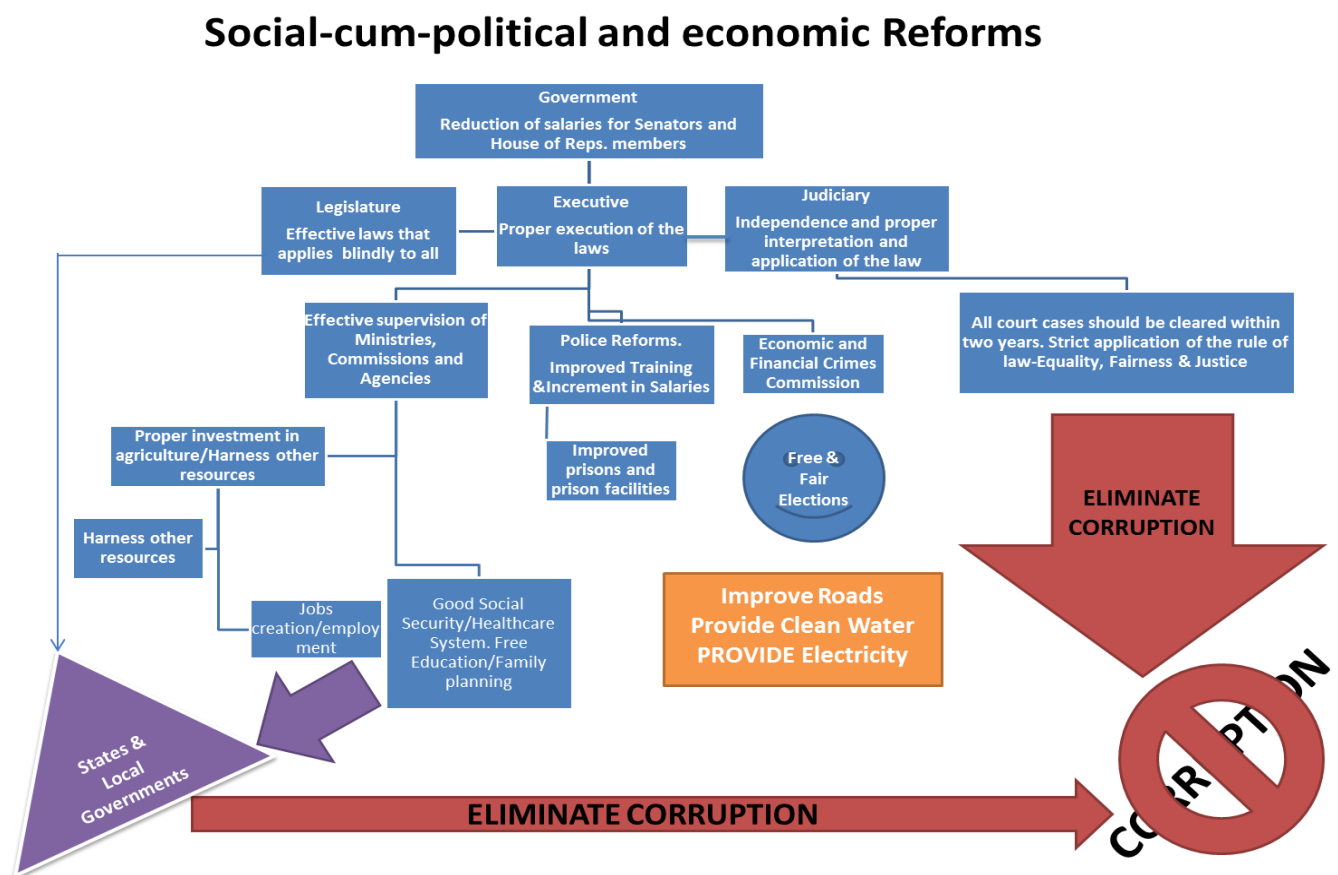 Social-cum-political and economic Reforms
Government
Reduction of salaries for Senators and
House of Reps. members
Legislature
Effective laws that
applies blindly to all
Executive
Proper execution of the
laws
Judiciary
Independence and proper
interpretation and
application of the law
Effective supervision of
Ministries,
Commissions and
Agencies
Police Reforms.
Improved Training
&Increment in Salaries
Economic and
Financial Crimes
Commission
All court cases should be cleared within
two years. Strict application of the rule of
law-Equality, Fairness & Justice
Proper investment in
agriculture/Harness other
resources
Improved
prisons and
prison facilities
Free &
Fair
Elections
ELIMINATE
CORRUPTION
Harness other
resources
Jobs
creation/employ
ment
Good Social
Security/Healthcare
System. Free
Education/Family
planning
Improve Roads
Provide Clean Water
PROVIDE Electricity
States &
Local
Governments
ELIMINATE CORRUPTION
CORRUPTION